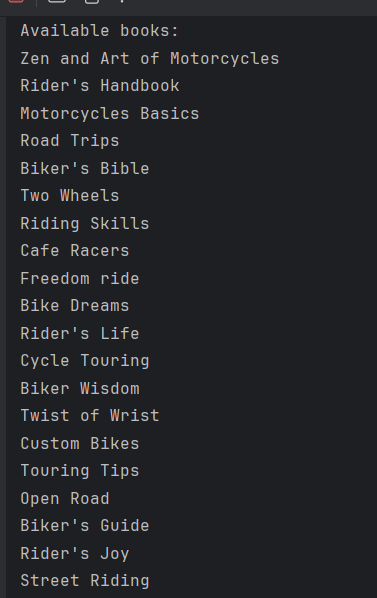 Available books:
Zen and Art of Motorcycles
Rider's Handbook
Motorcycles Basics
Road Trips
Biker's Bible
Two Wheels
Riding Skills
Cafe Racers
Freedom ride
Bike Dreams
Rider's Life
Cycle Touring
Biker Wisdom
Twist of Wrist
Custom Bikes
Touring Tips
Open Road
Biker's Guide
Rider's Joy
Street Riding